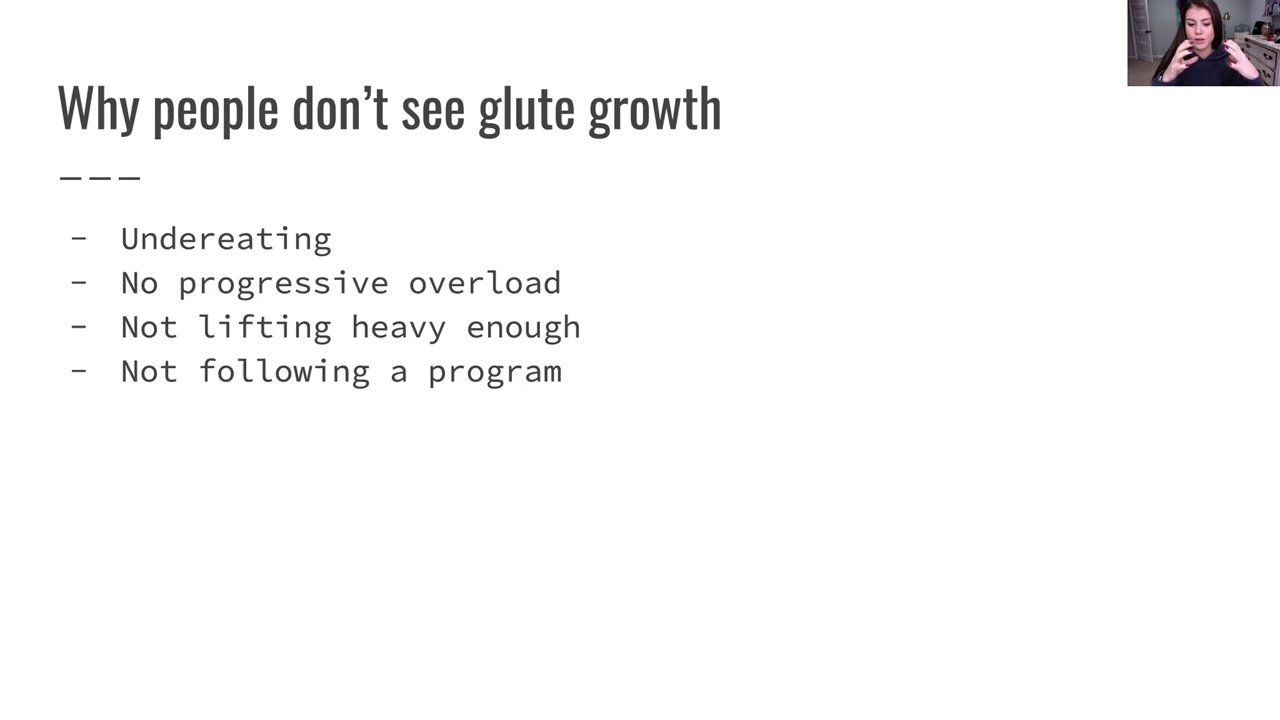 Why people don’t see glute growth
———
- Undereating
- No progressive overload
- Not lifting heavy enough
- Not following a program